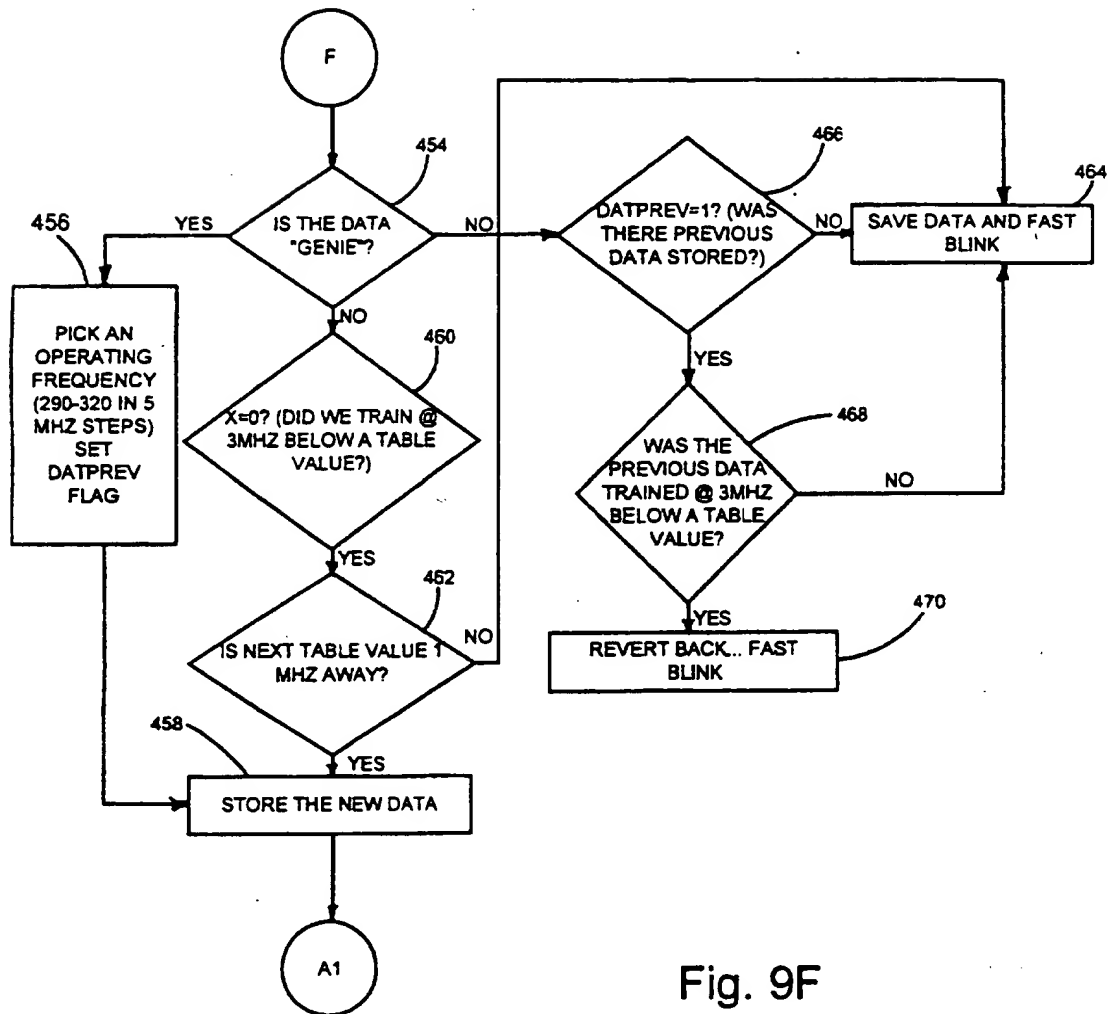 F
454
IS THE DATA
"GENIE"?
YES
NO
NO
456
PICK AN
OPERATING
FREQUENCY
(290-320 IN 5
MHZ STEPS)
SET
DATPREV
FLAG
460
X=0? (DID WE TRAIN @
3MHZ BELOW A TABLE
VALUE?)
YES
462
IS NEXT TABLE VALUE 1
MHZ AWAY?
NO
YES
458
STORE THE NEW DATA
A1
466
DATPREV=1? (WAS
THERE PREVIOUS
DATA STORED?)
NO
YES
464
SAVE DATA AND FAST
BLINK
468
WAS THE
PREVIOUS DATA
TRAINED @ 3MHZ
BELOW A TABLE
VALUE?
NO
YES
470
REVERT BACK... FAST
BLINK
Fig. 9F